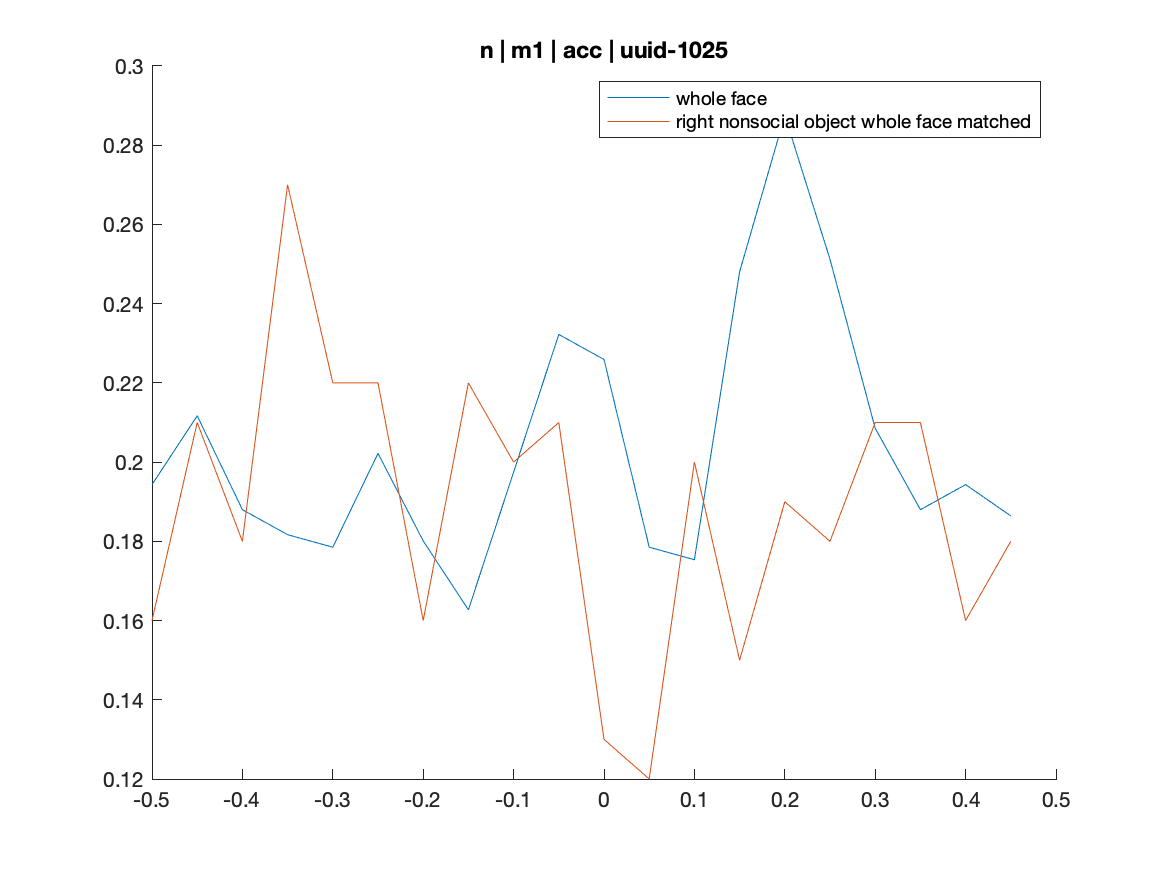 n | m1 | acc | uuid-1025
0.3
whole face
right nonsocial object whole face matched
0.28
0.26
0.24
0.22
0.2
0.18
0.16
0.14
0.12
-0.5 -0.4 -0.3 -0.2 -0.1 0 0.1 0.2 0.3 0.4 0.5